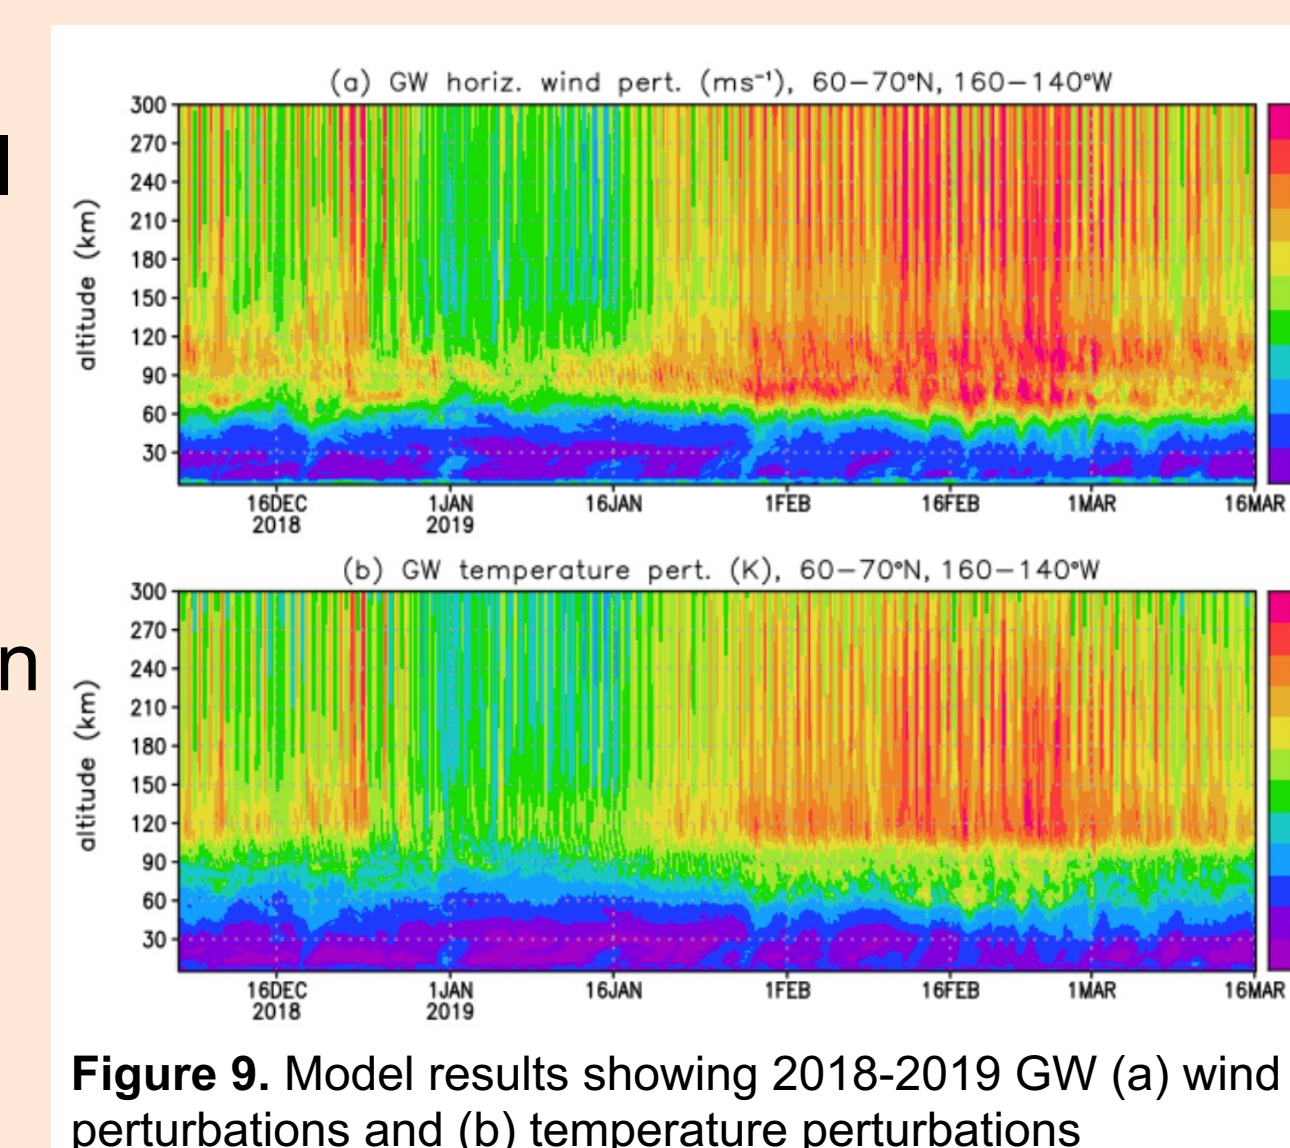 n
(a) GW horiz. wind pert. (ms⁻¹), 60−70°N, 160−140°W
300
270
240
210
180
150
120
90
60
30
altitude (km)
16DEC 1JAN 16JAN 1FEB 16FEB 1MAR 16MAR
2018 2019
(b) GW temperature pert. (K), 60−70°N, 160−140°W
300
270
240
210
180
150
120
90
60
30
altitude (km)
16DEC 1JAN 16JAN 1FEB 16FEB 1MAR 16MAR
2018 2019
Figure 9. Model results showing 2018-2019 GW (a) wind
perturbations and (b) temperature perturbations